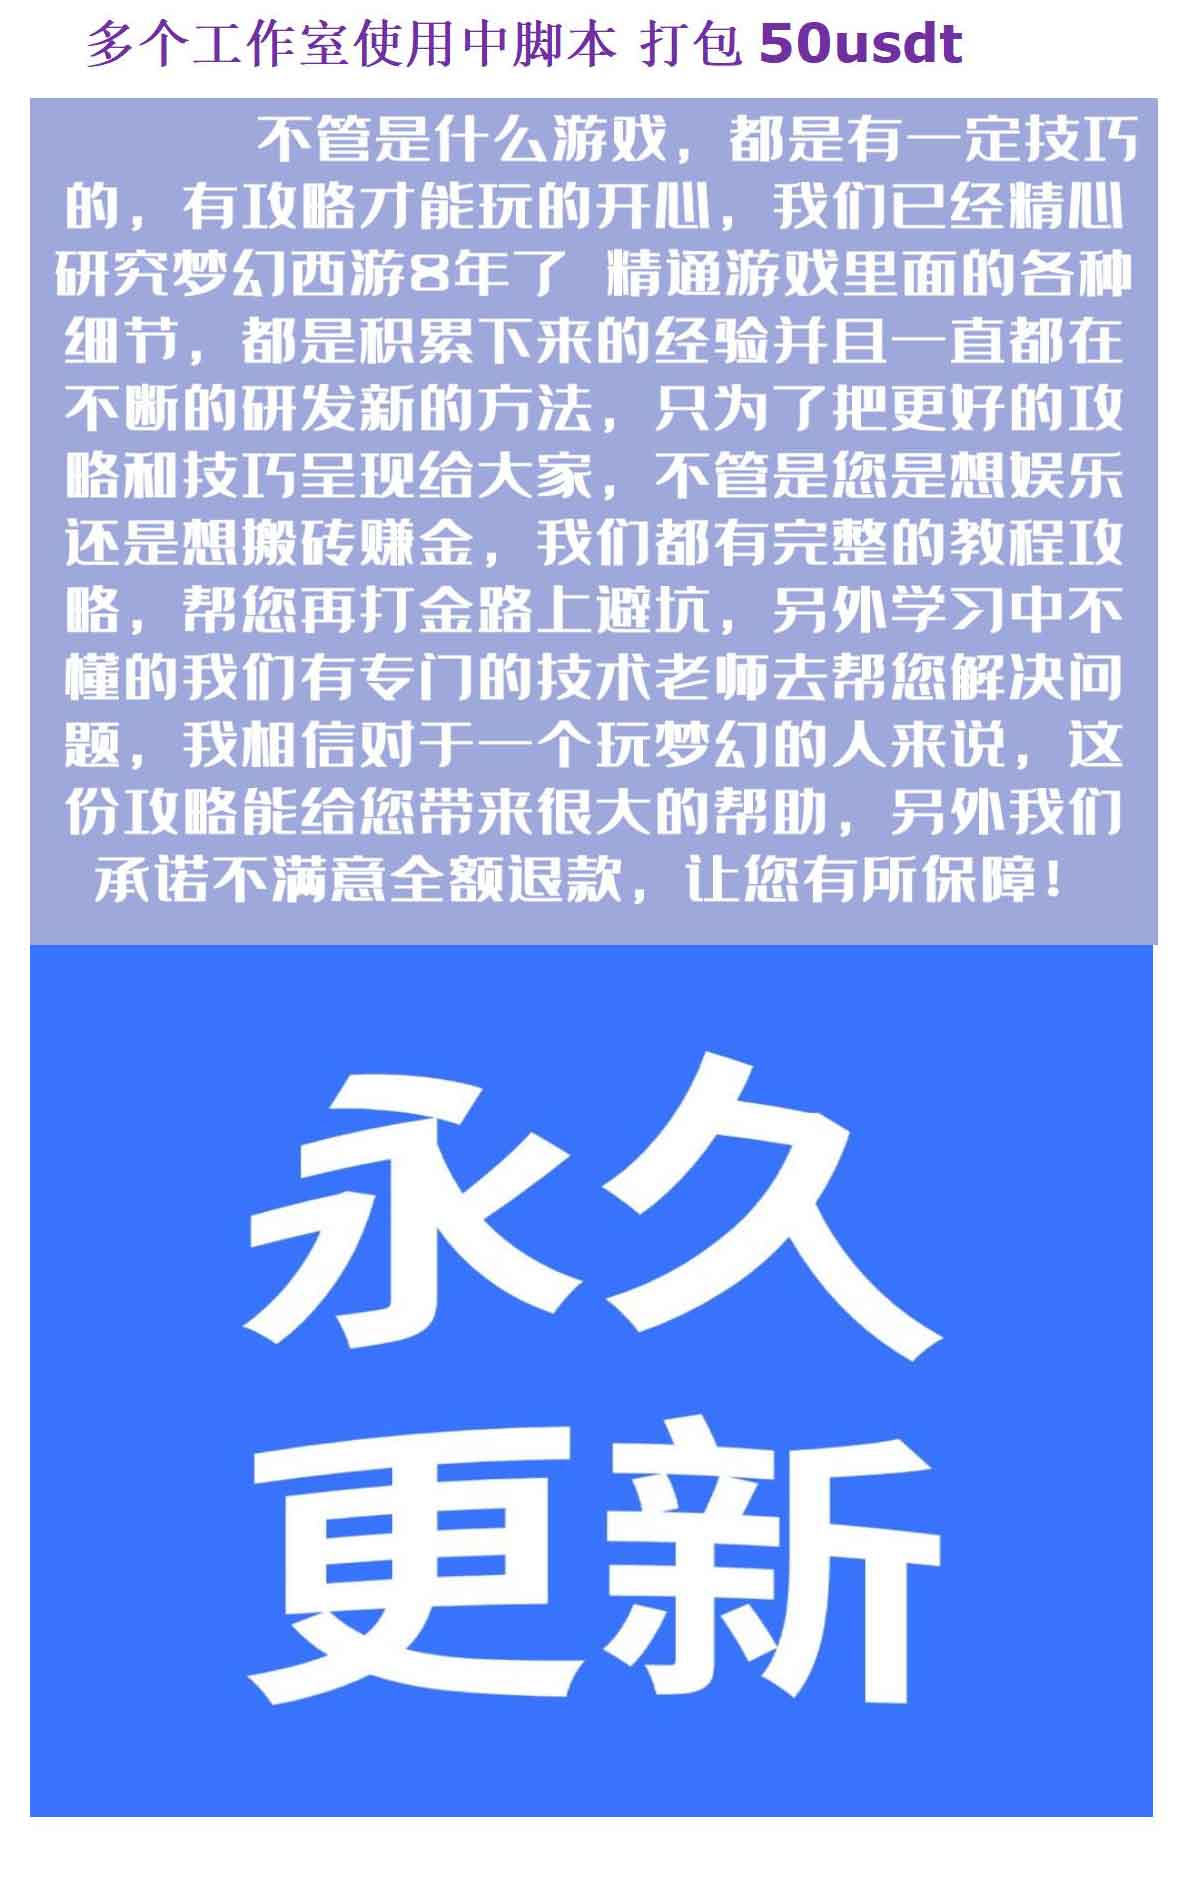 多个工作室使用中脚本 打包 50usdt
不管是什么游戏，都是有一定技巧
的，有攻略才能玩的开心，我们已经精心
研究梦幻西游8年了 精通游戏里面的各种
细节，都是积累下来的经验并且一直都在
不断的研发新的方法，只为了把更好的攻
略和技巧呈现给大家，不管是您是想娱乐
还是想搬砖赚金，我们都有完整的教程攻
略，帮您再打金路上避坑，另外学习中不
懂的我们有专门的技术老师去帮您解决问
题，我相信对于一个玩梦幻的人来说，这
份攻略能给您带来很大的帮助，另外我们
承诺不满意全额退款，让您有所保障！
永久
更新